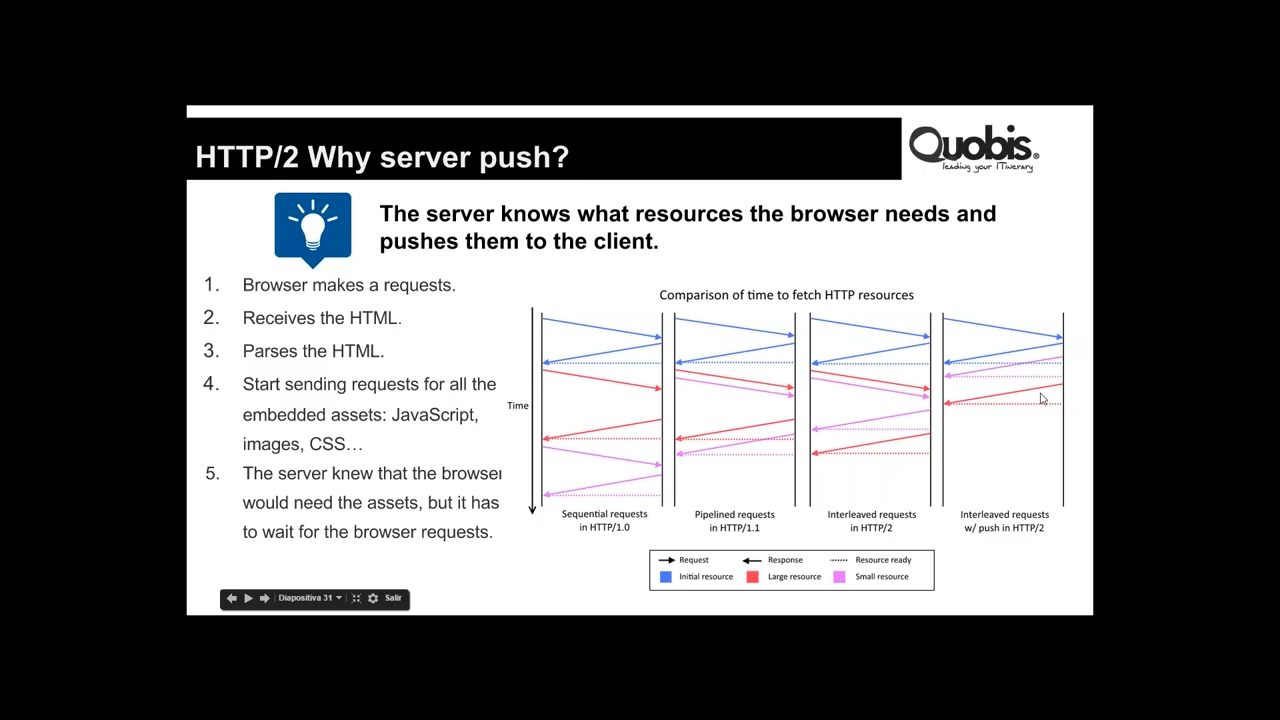 HTTP/2 Why server push?
Quobis®
leading your ITinerary
The server knows what resources the browser needs and
pushes them to the client.
1. Browser makes a requests.
2. Receives the HTML.
3. Parses the HTML.
4. Start sending requests for all the
embedded assets: JavaScript,
images, CSS…
5. The server knew that the browser
would need the assets, but it has
to wait for the browser requests.
Comparison of time to fetch HTTP resources
Time
Sequential requests
in HTTP/1.0
Pipelined requests
in HTTP/1.1
Interleaved requests
in HTTP/2
Interleaved requests
w/ push in HTTP/2
Request Response Resource ready
Initial resource Large resource Small resource
Diapositiva 31 Salir